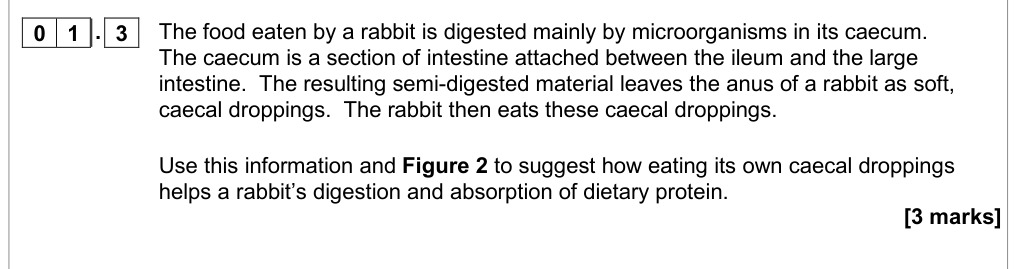 0 1 . 3 The food eaten by a rabbit is digested mainly by microorganisms in its caecum.
The caecum is a section of intestine attached between the ileum and the large
intestine. The resulting semi-digested material leaves the anus of a rabbit as soft,
caecal droppings. The rabbit then eats these caecal droppings.
Use this information and Figure 2 to suggest how eating its own caecal droppings
helps a rabbit's digestion and absorption of dietary protein.
[3 marks]